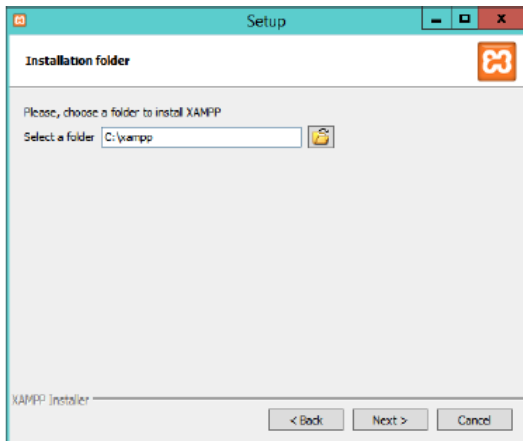 Setup
Installation folder
Please, choose a folder to install XAMPP
Select a folder C:\xampp
XAMPP Installer
< Back Next > Cancel